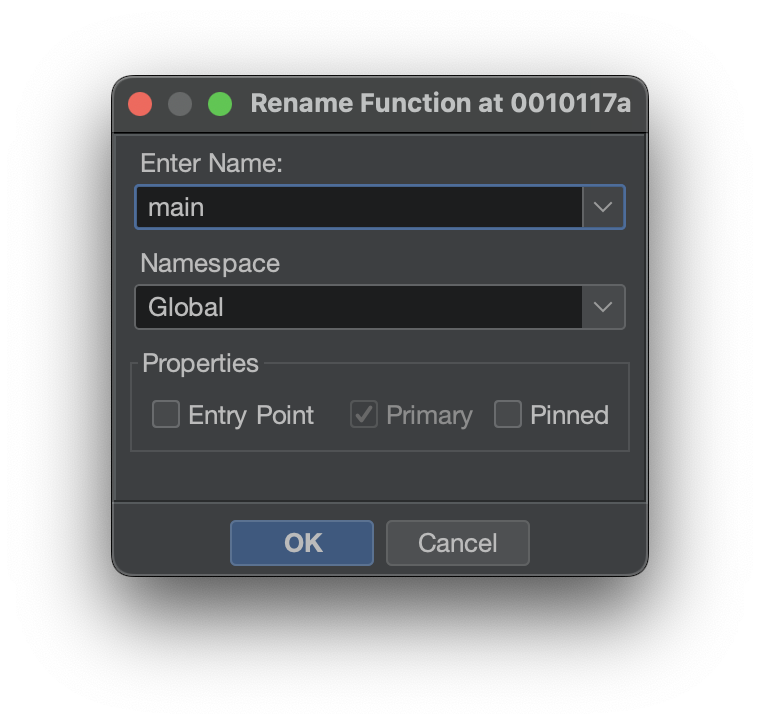 Rename Function at 0010117a
Enter Name:
main
Namespace
Global
Properties
Entry Point Primary Pinned
OK Cancel